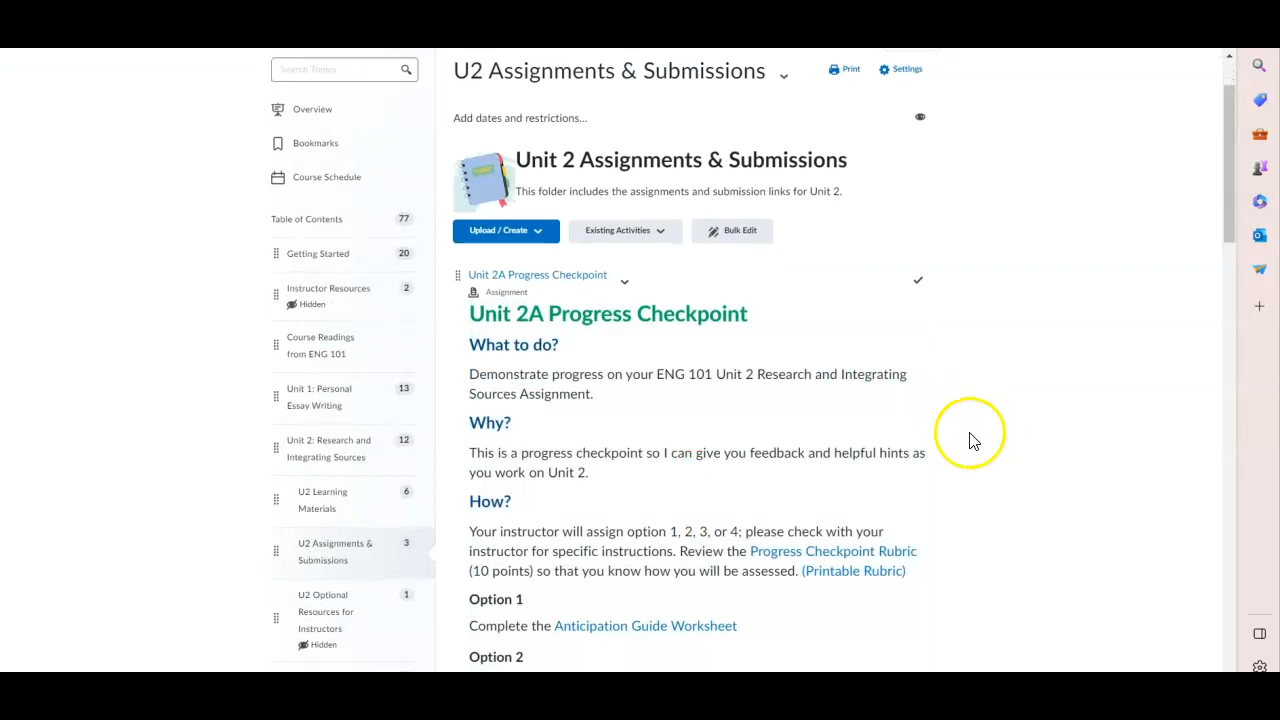 Search Topics
Overview
Bookmarks
Course Schedule
Table of Contents 77
Getting Started 20
Instructor Resources 2
Hidden
Course Readings
from ENG 101
Unit 1: Personal 13
Essay Writing
Unit 2: Research and 12
Integrating Sources
U2 Learning 6
Materials
U2 Assignments & 3
Submissions
U2 Optional 1
Resources for
Instructors
Hidden
U2 Assignments & Submissions
Print
Settings
Add dates and restrictions...
Unit 2 Assignments & Submissions
This folder includes the assignments and submission links for Unit 2.
Upload / Create
Existing Activities
Bulk Edit
Unit 2A Progress Checkpoint
Assignment
Unit 2A Progress Checkpoint
What to do?
Demonstrate progress on your ENG 101 Unit 2 Research and Integrating
Sources Assignment.
Why?
This is a progress checkpoint so I can give you feedback and helpful hints as
you work on Unit 2.
How?
Your instructor will assign option 1, 2, 3, or 4; please check with your
instructor for specific instructions. Review the Progress Checkpoint Rubric
(10 points) so that you know how you will be assessed. (Printable Rubric)
Option 1
Complete the Anticipation Guide Worksheet
Option 2